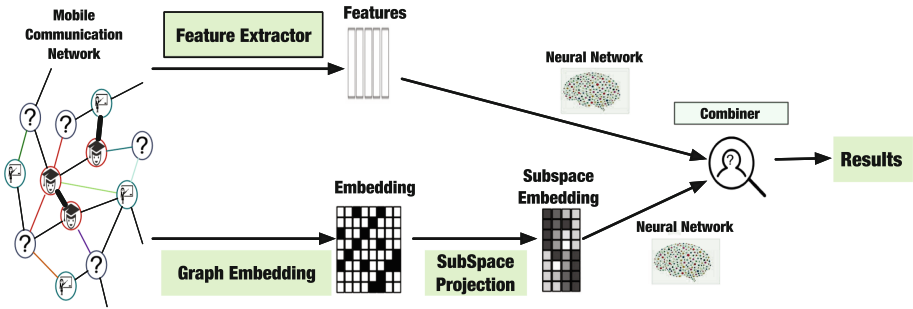 Mobile
Communication
Network
Feature Extractor
Features
Neural Network
Combiner
Results
?
?
?
?
?
?
Embedding
Subspace
Embedding
Graph Embedding
SubSpace
Projection
Neural Network